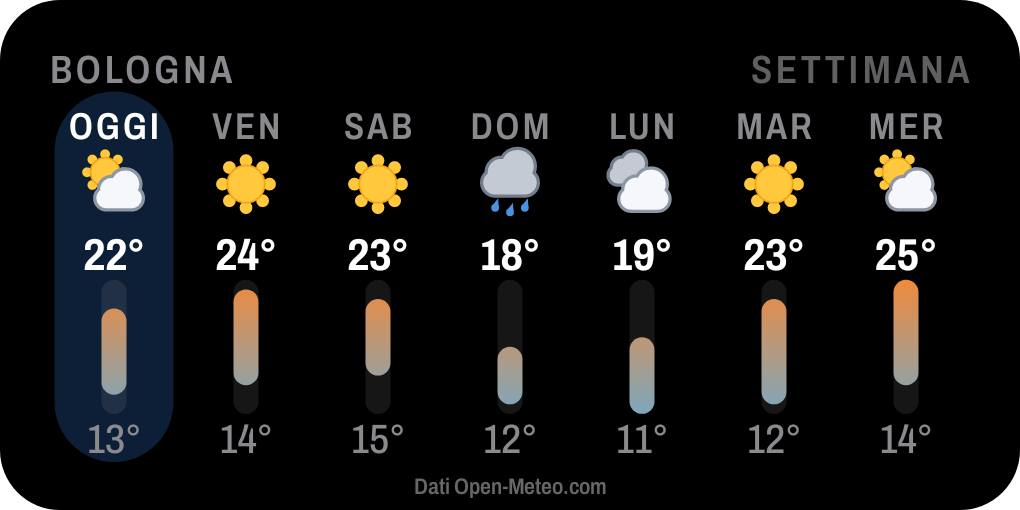 BOLOGNA SETTIMANA
OGGI VEN SAB DOM LUN MAR MER
22° 24° 23° 18° 19° 23° 25°
13° 14° 15° 12° 11° 12° 14°
Dati Open-Meteo.com